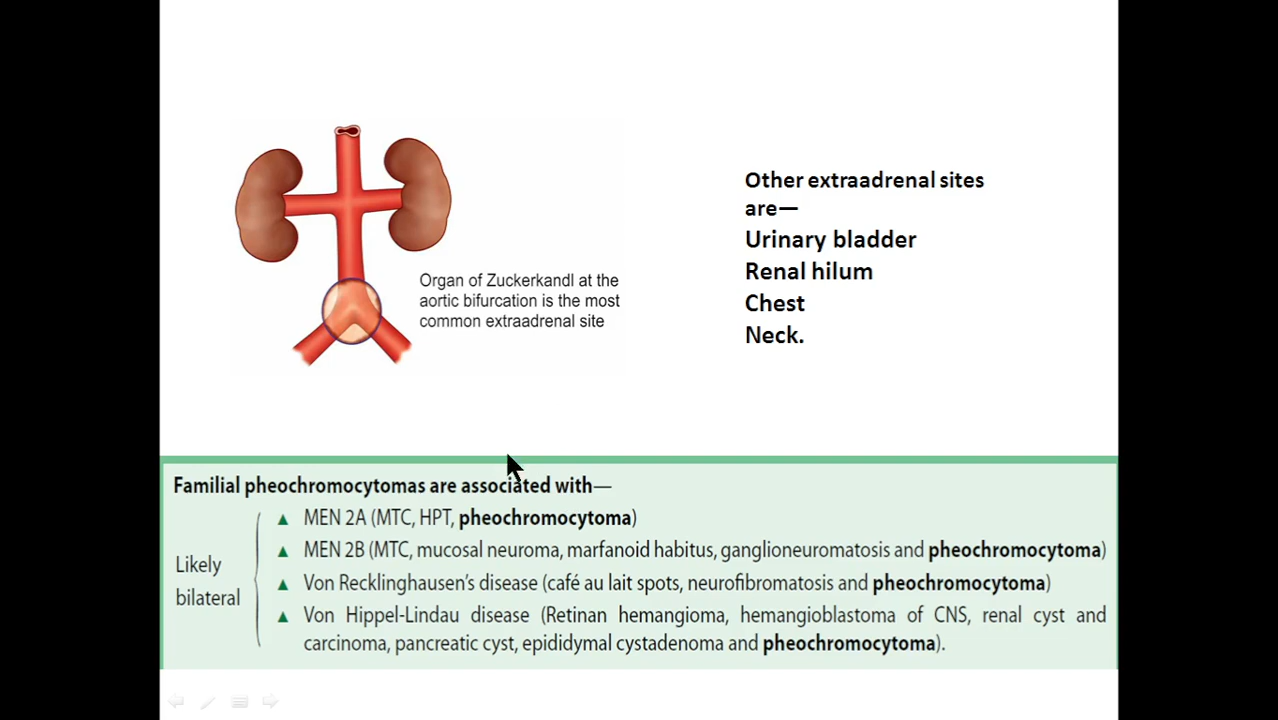 Other extraadrenal sites
are—
Urinary bladder
Renal hilum
Chest
Neck.
Organ of Zuckerkandl at the
aortic bifurcation is the most
common extraadrenal site
Familial pheochromocytomas are associated with—
Likely
bilateral
▲ MEN 2A (MTC, HPT, pheochromocytoma)
▲ MEN 2B (MTC, mucosal neuroma, marfanoid habitus, ganglioneuromatosis and pheochromocytoma)
▲ Von Recklinghausen's disease (café au lait spots, neurofibromatosis and pheochromocytoma)
▲ Von Hippel-Lindau disease (Retinan hemangioma, hemangioblastoma of CNS, renal cyst and
carcinoma, pancreatic cyst, epididymal cystadenoma and pheochromocytoma).